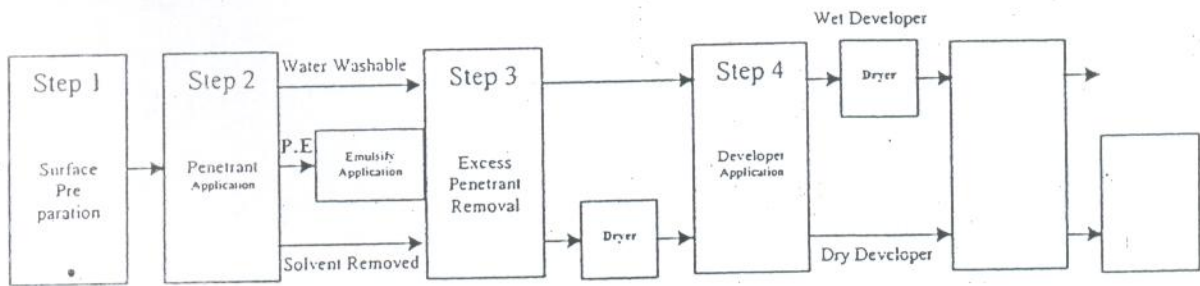 Step 1
Surface
Pre
paration
Step 2
Penetrant
Application
Water Washable
P.E
Emulsify
Application
Solvent Removed
Step 3
Excess
Penetrant
Removal
Dryer
Step 4
Developer
Application
Wet Developer
Dryer
Dry Developer